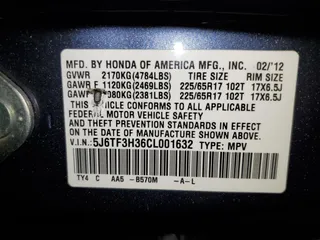 MFD. BY HONDA OF AMERICA MFG., INC. 02/'12
GVWR 2170KG(4784LBS) TIRE SIZE RIM SIZE
GAWR F 1120KG(2469LBS) 225/65R17 102T 17X6.5J
GAWR 1080KG(2381LBS) 225/65R17 102T 17X6.5J
THIS VEHICLE CONFORMS TO ALL APPLICABLE
FEDERAL MOTOR VEHICLE SAFETY
AND THEFT PREVENTION STANDARDS IN EFFECT
ON THE DATE OF MANUFACTURE SHOWN ABOVE.
V.I.N.: 5J6TF3H36CL001632 TYPE: MPV
TY4 C AA5 -B570M -A-L